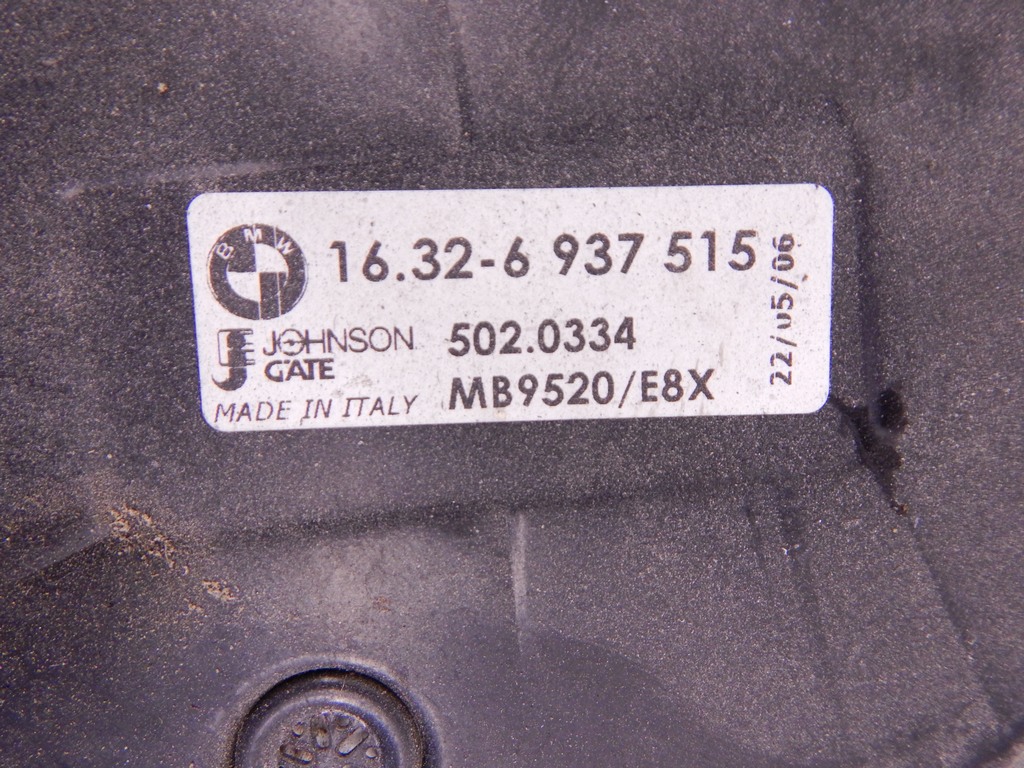 BMW
16.32-6 937 515
22/05/06
JOHNSON
GATE
502.0334
MB9520/E8X
MADE IN ITALY